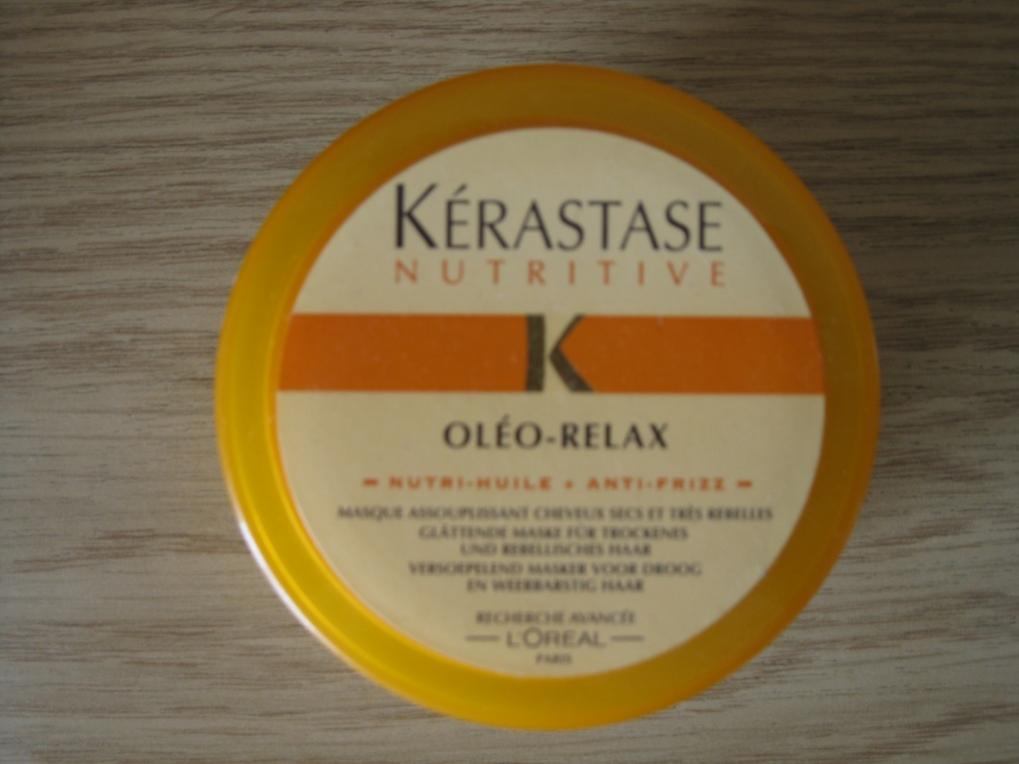 KÉRASTASE
NUTRITIVE
K
OLÉO-RELAX
- NUTRI-HUILE + ANTI-FRIZZ -
MASQUE ASSOUPLISSANT CHEVEUX SECS ET TRÈS REBELLES
GLÄTTENDE MASKE FÜR TROCKENES
UND REBELLISCHES HAAR
VERSOEPELEND MASKER VOOR DROOG
EN WEERBARSTIG HAAR
RECHERCHE AVANCÉE
— L'ORÉAL —
PARIS